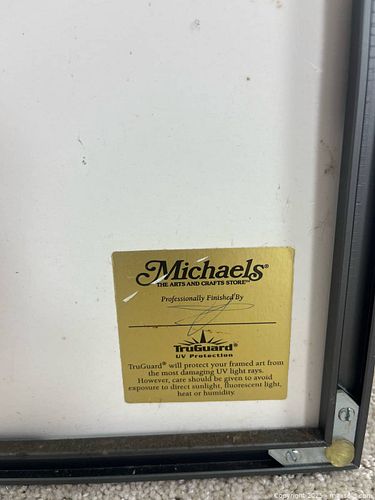 Michaels®
THE ARTS AND CRAFTS STORE℠
Professionally Finished By
TruGuard®
UV Protection
TruGuard® will protect your framed art from
the most damaging UV light rays.
However, care should be given to avoid
exposure to direct sunlight, fluorescent light,
heat or humidity.